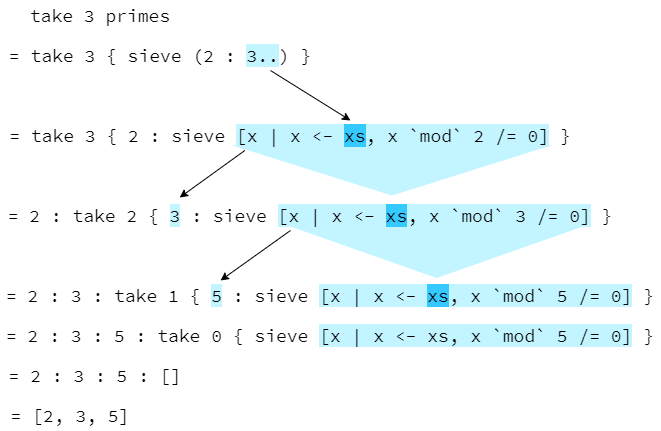 take 3 primes
= take 3 { sieve (2 : 3..) }
= take 3 { 2 : sieve [x | x <- xs, x `mod` 2 /= 0] }
= 2 : take 2 { 3 : sieve [x | x <- xs, x `mod` 3 /= 0] }
= 2 : 3 : take 1 { 5 : sieve [x | x <- xs, x `mod` 5 /= 0] }
= 2 : 3 : 5 : take 0 { sieve [x | x <- xs, x `mod` 5 /= 0] }
= 2 : 3 : 5 : []
= [2, 3, 5]